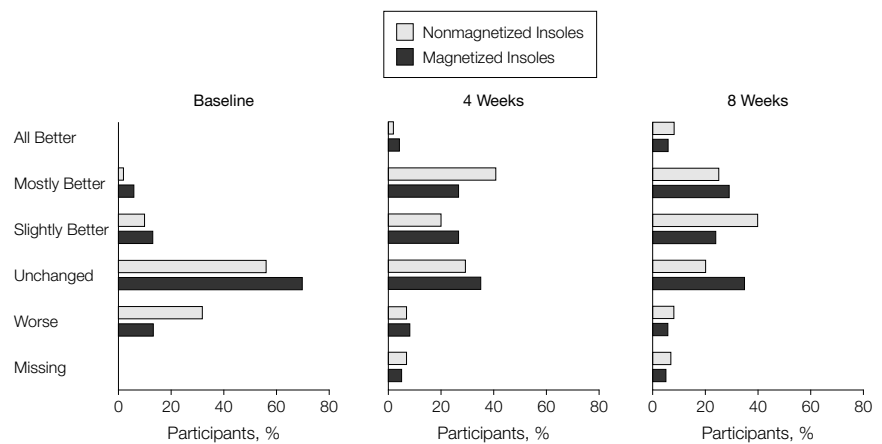 Nonmagnetized Insoles
Magnetized Insoles
Baseline
4 Weeks
8 Weeks
All Better
Mostly Better
Slightly Better
Unchanged
Worse
Missing
0 20 40 60 80
0 20 40 60 80
0 20 40 60 80
Participants, %
Participants, %
Participants, %